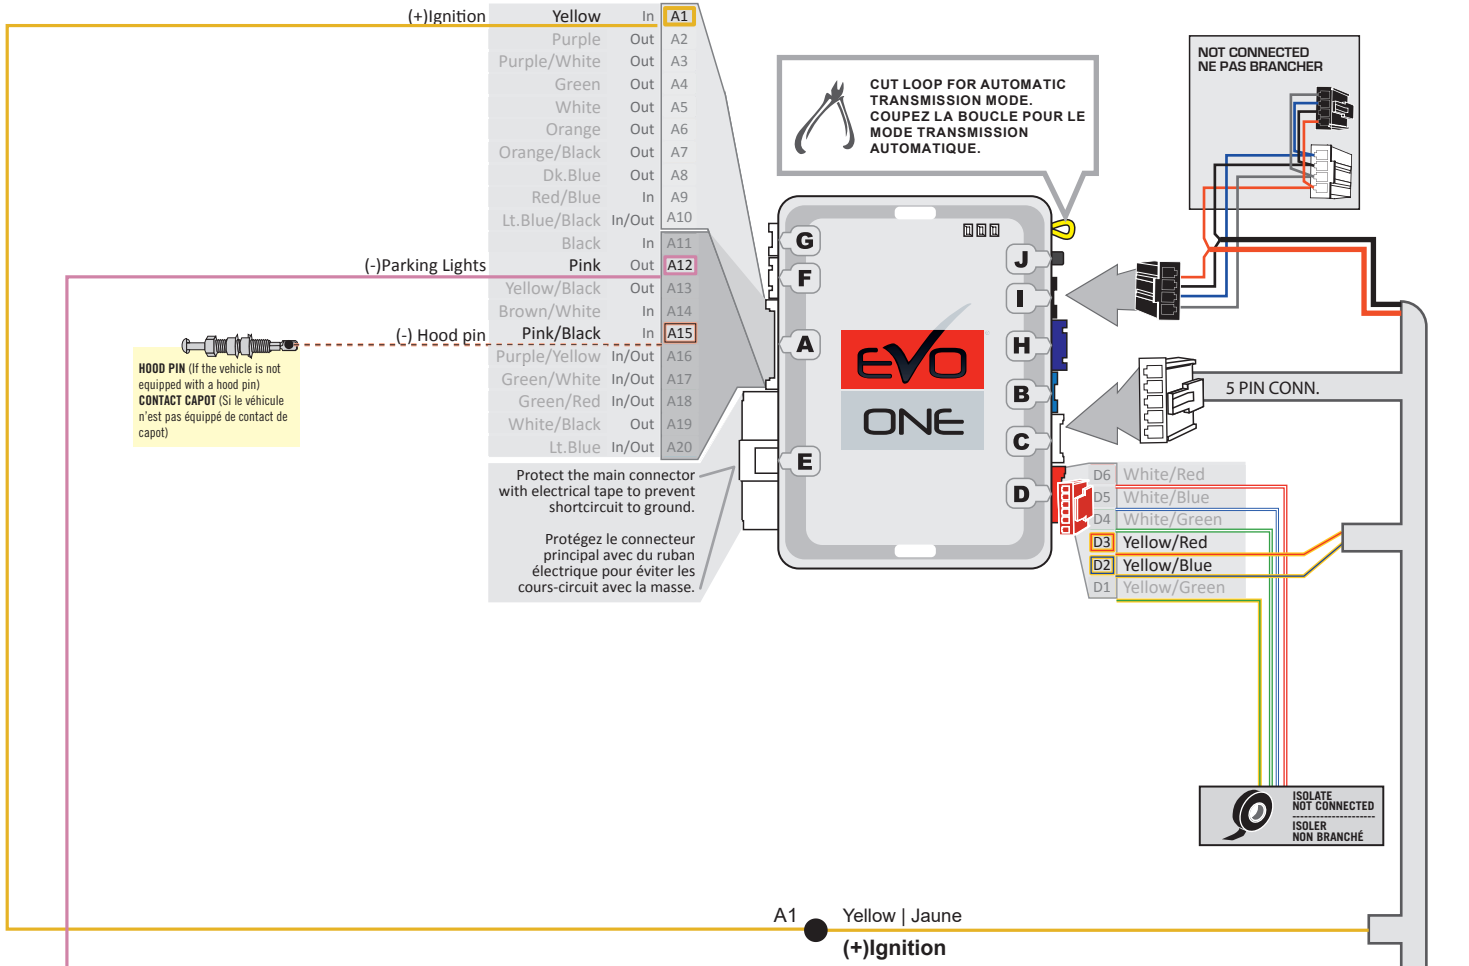 (+)Ignition Yellow In A1
Purple Out A2
Purple/White Out A3
Green Out A4
White Out A5
Orange Out A6
Orange/Black Out A7
Dk.Blue Out A8
Red/Blue In A9
Lt.Blue/Black In/Out A10
Black In A11
(-)Parking Lights Pink Out A12
Yellow/Black Out A13
Brown/White In A14
(-) Hood pin Pink/Black In A15
Purple/Yellow In/Out A16
Green/White In/Out A17
Green/Red In/Out A18
White/Black Out A19
Lt.Blue In/Out A20
HOOD PIN (If the vehicle is not
equipped with a hood pin)
CONTACT CAPOT (Si le véhicule
n'est pas équippé de contact de
capot)
Protect the main connector
with electrical tape to prevent
shortcircuit to ground.
Protégez le connecteur
principal avec du ruban
électrique pour éviter les
cours-circuit avec la masse.
CUT LOOP FOR AUTOMATIC
TRANSMISSION MODE.
COUPEZ LA BOUCLE POUR LE
MODE TRANSMISSION
AUTOMATIQUE.
NOT CONNECTED
NE PAS BRANCHER
G
F
A
E
J
I
H
B
C
D
EVO
ONE
5 PIN CONN.
D6 White/Red
D5 White/Blue
D4 White/Green
D3 Yellow/Red
D2 Yellow/Blue
D1 Yellow/Green
ISOLATE
NOT CONNECTED
ISOLER
NON BRANCHÉ
A1 Yellow | Jaune
(+)Ignition